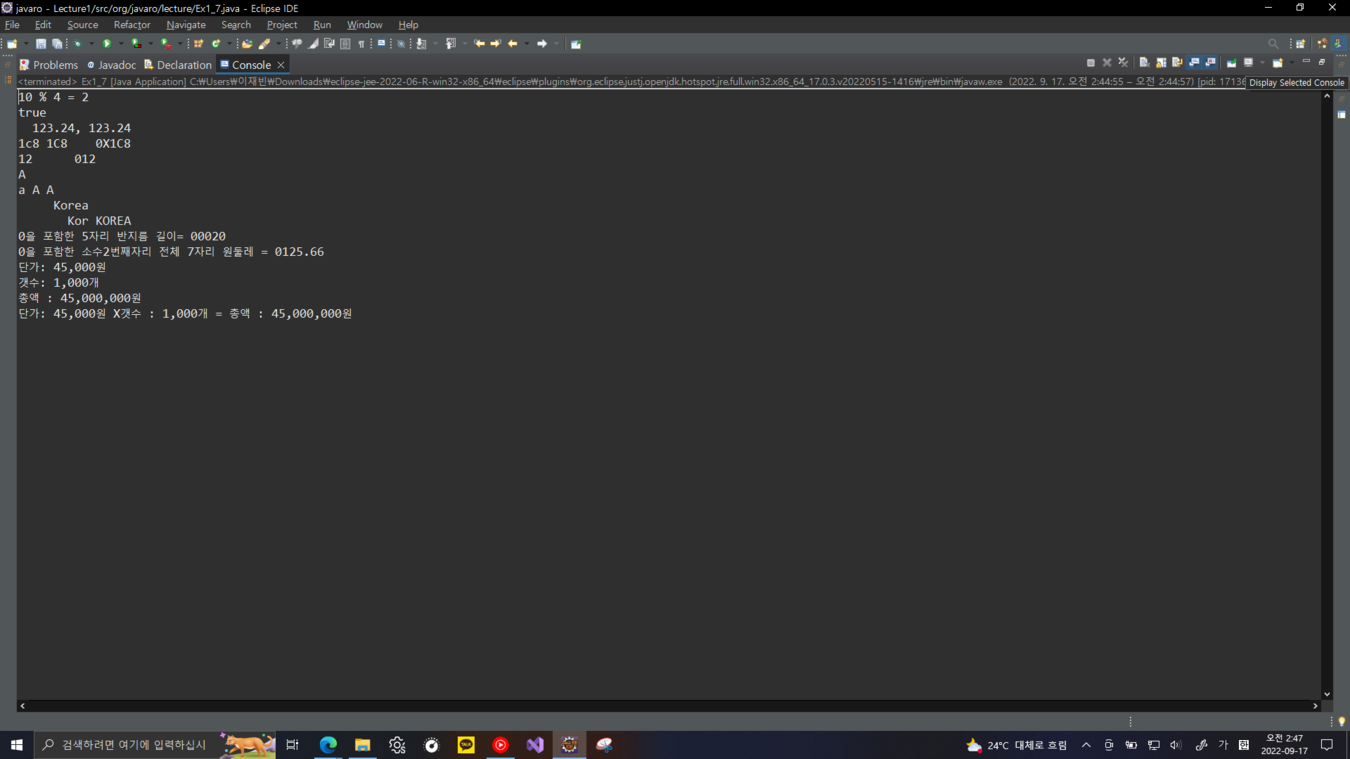 javaro - Lecture1/src/org/javaro/lecture/Ex1_7.java - Eclipse IDE
File Edit Source Refactor Navigate Search Project Run Window Help
Problems Javadoc Declaration Console
<terminated> Ex1_7 [Java Application] C:₩Users₩이재빈₩Downloads₩eclipse-jee-2022-06-R-win32-x86_64₩eclipse₩plugins₩org.eclipse.justj.openjdk.hotspot.jre.full.win32.x86_64_17.0.3.v20220515-1416₩jre₩bin₩javaw.exe (2022. 9. 17. 오전 2:44:55 – 오전 2:44:57) [pid: 17136
Display Selected Console
10 % 4 = 2
true
  123.24, 123.24
1c8 1C8    0X1C8
12      012
A
a A A
     Korea
       Kor KOREA
0을 포함한 5자리 반지름 길이= 00020
0을 포함한 소수2번째자리 전체 7자리 원둘레 = 0125.66
단가: 45,000원
갯수: 1,000개
총액 : 45,000,000원
단가: 45,000원 X갯수 : 1,000개 = 총액 : 45,000,000원
검색하려면 여기에 입력하십시
TALK
24°C 대체로 흐림
가
한
오전 2:47
2022-09-17